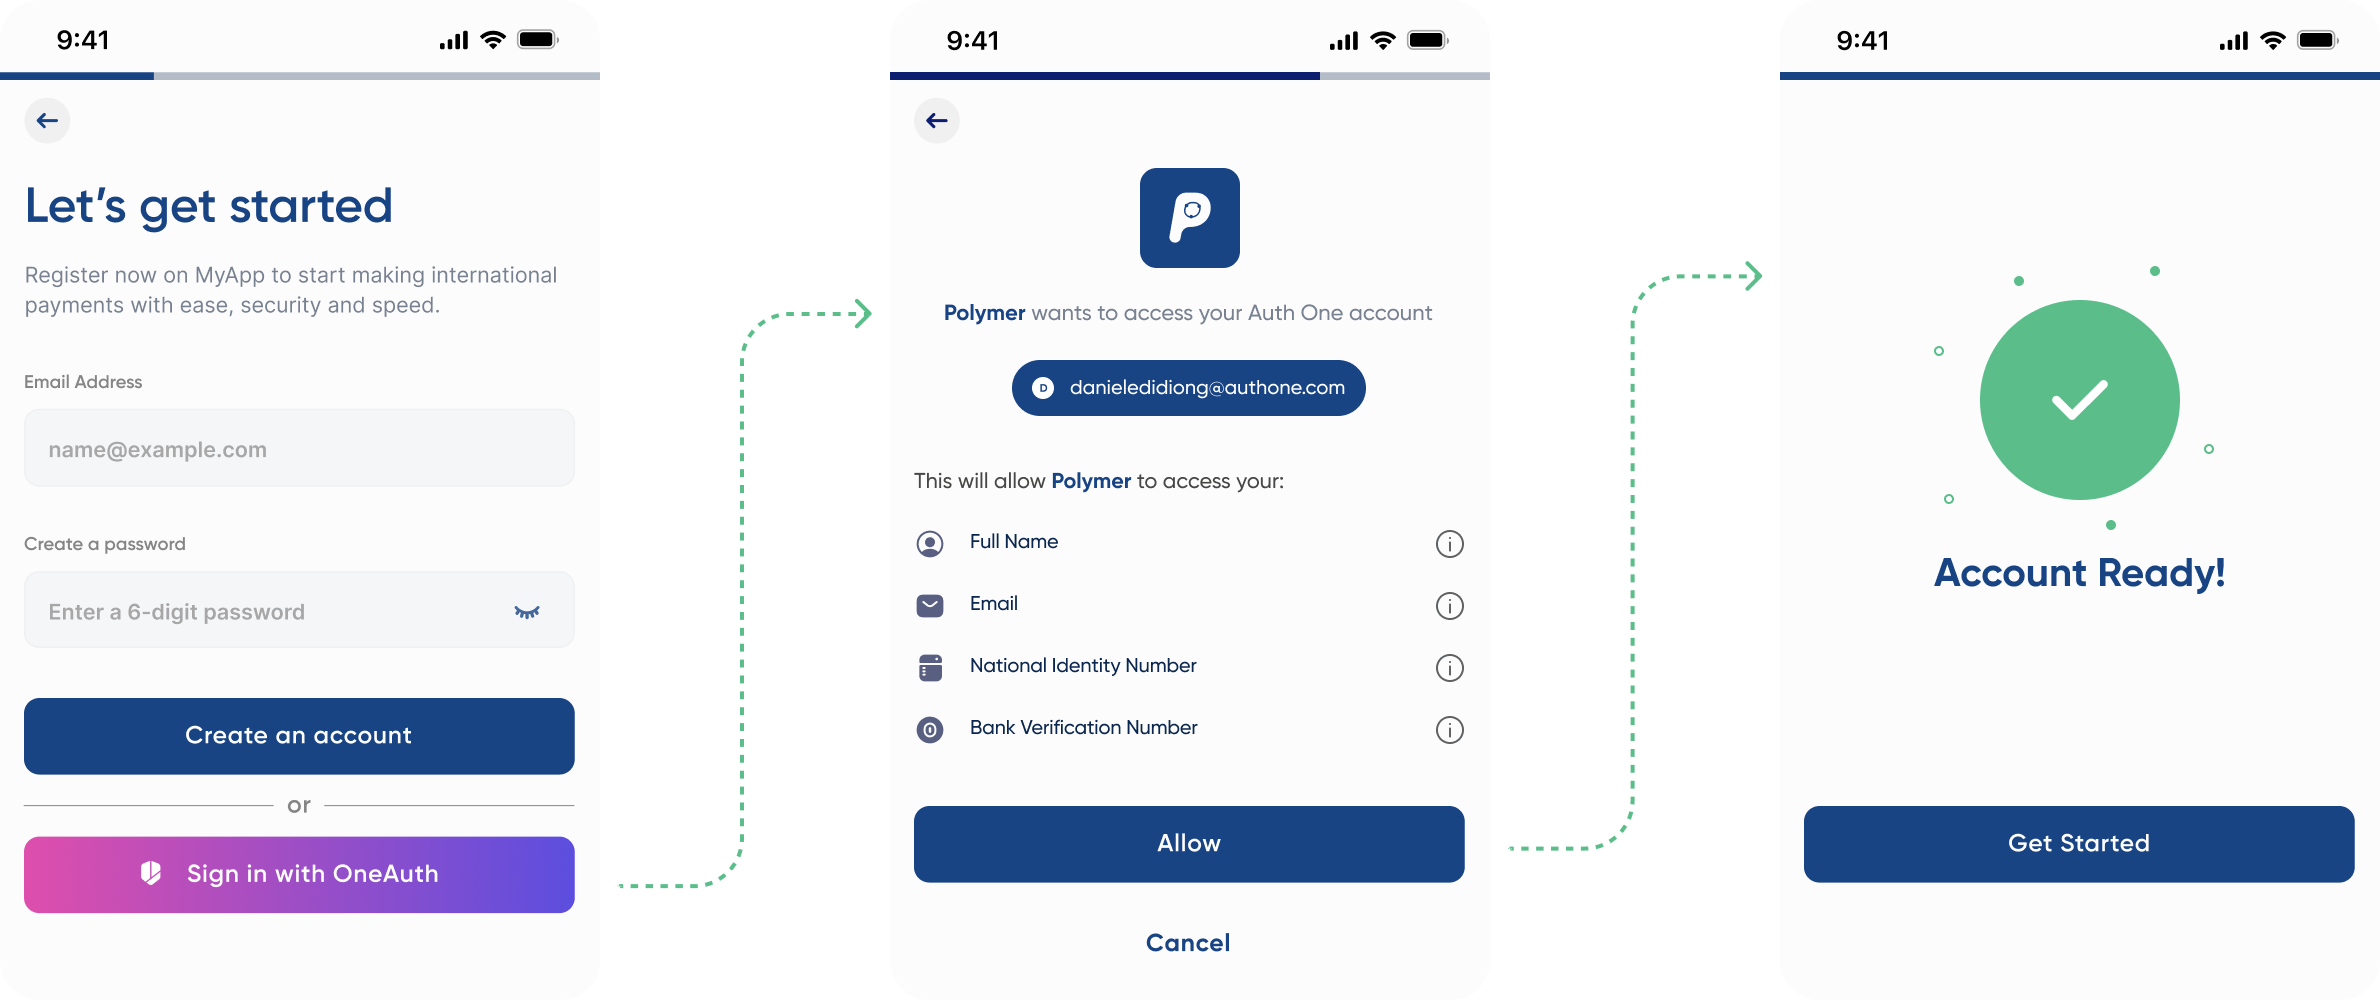 9:41
Let’s get started
Register now on MyApp to start making international
payments with ease, security and speed.
Email Address
name@example.com
Create a password
Enter a 6-digit password
Create an account
or
Sign in with OneAuth
9:41
P
Polymer wants to access your Auth One account
D danieledidiong@authone.com
This will allow Polymer to access your:
Full Name
Email
National Identity Number
Bank Verification Number
Allow
Cancel
9:41
Account Ready!
Get Started